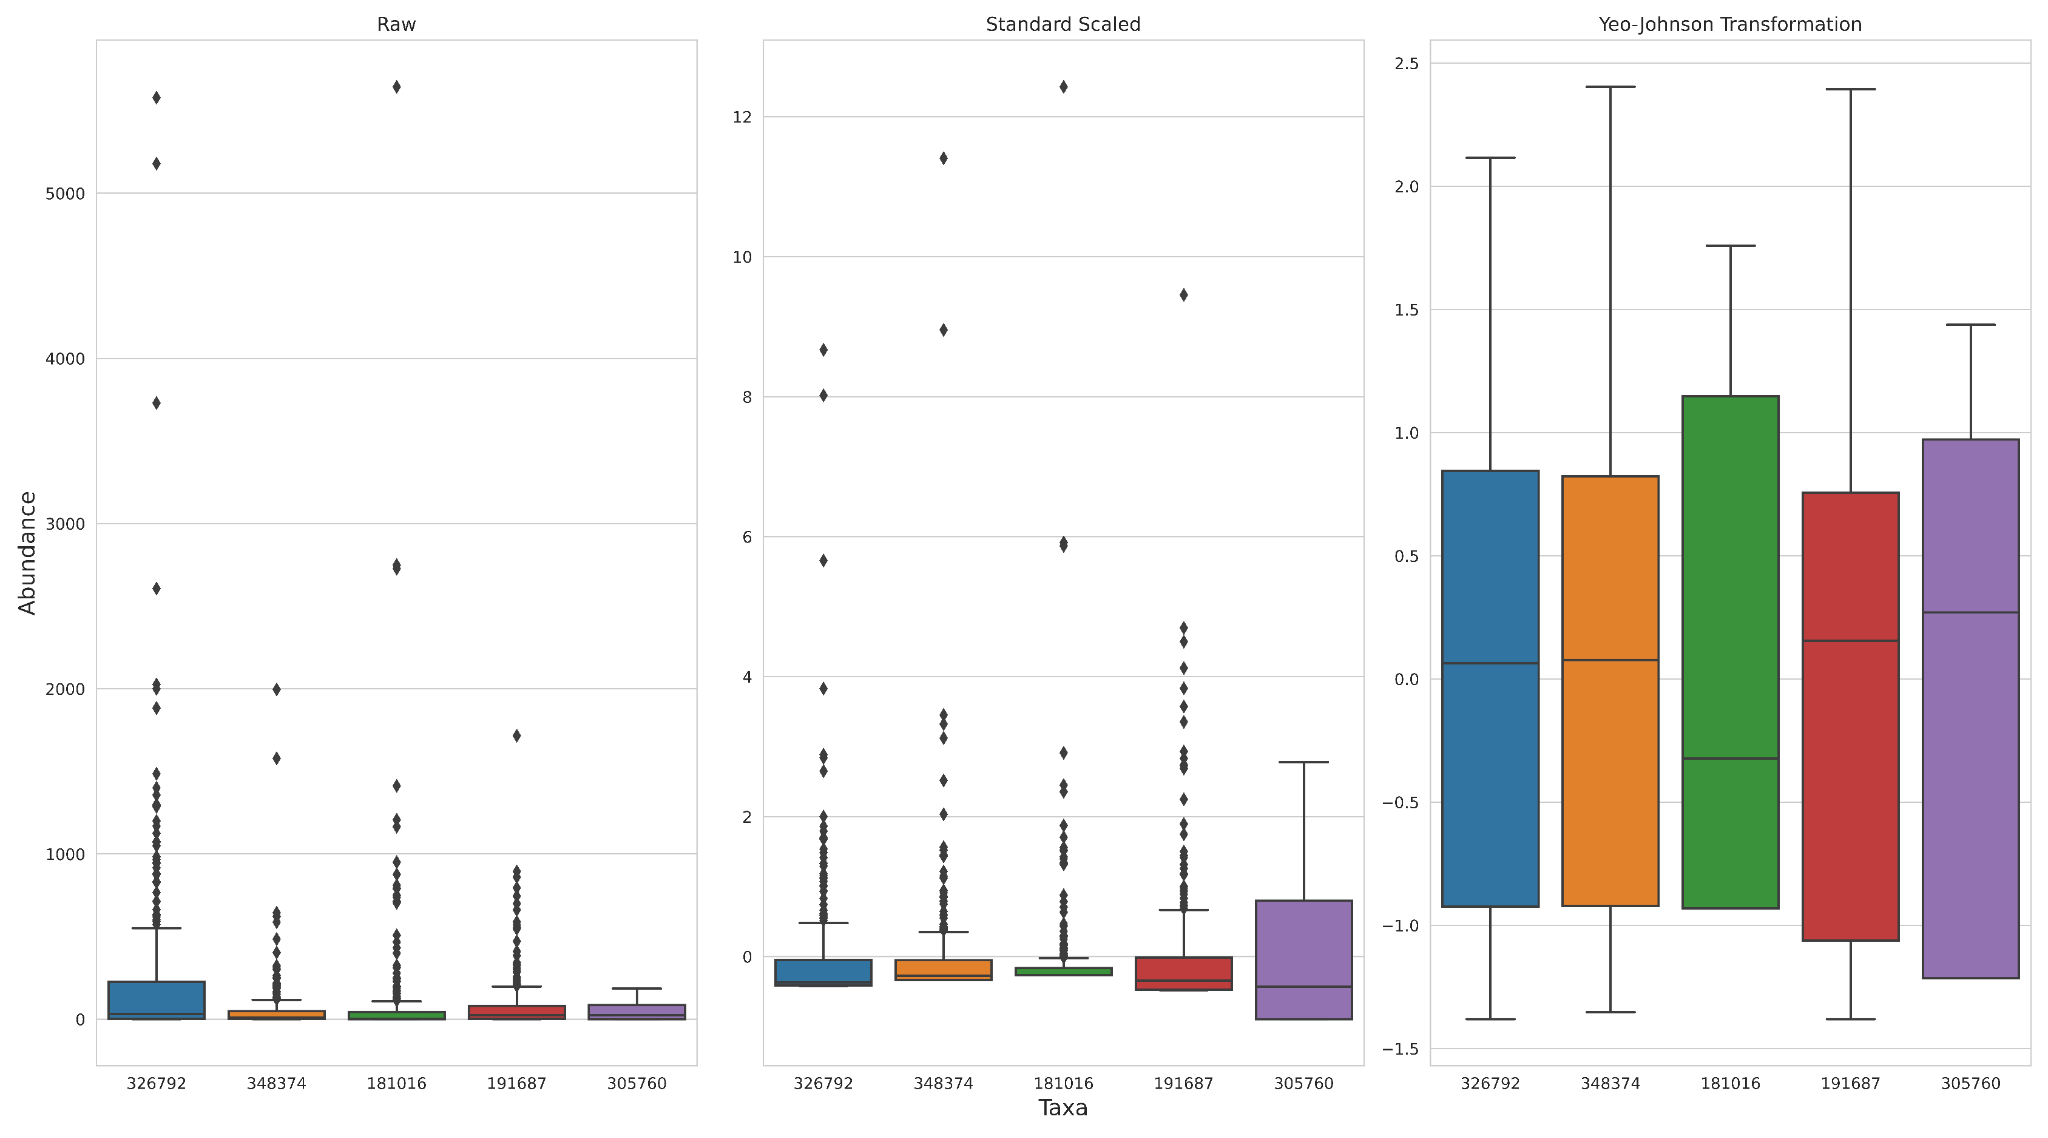 Raw
Standard Scaled
Yeo-Johnson Transformation
Abundance
5000
4000
3000
2000
1000
0
326792 348374 181016 191687 305760
12
10
8
6
4
2
0
326792 348374 181016 191687 305760
2.5
2.0
1.5
1.0
0.5
0.0
−0.5
−1.0
−1.5
326792 348374 181016 191687 305760
Taxa